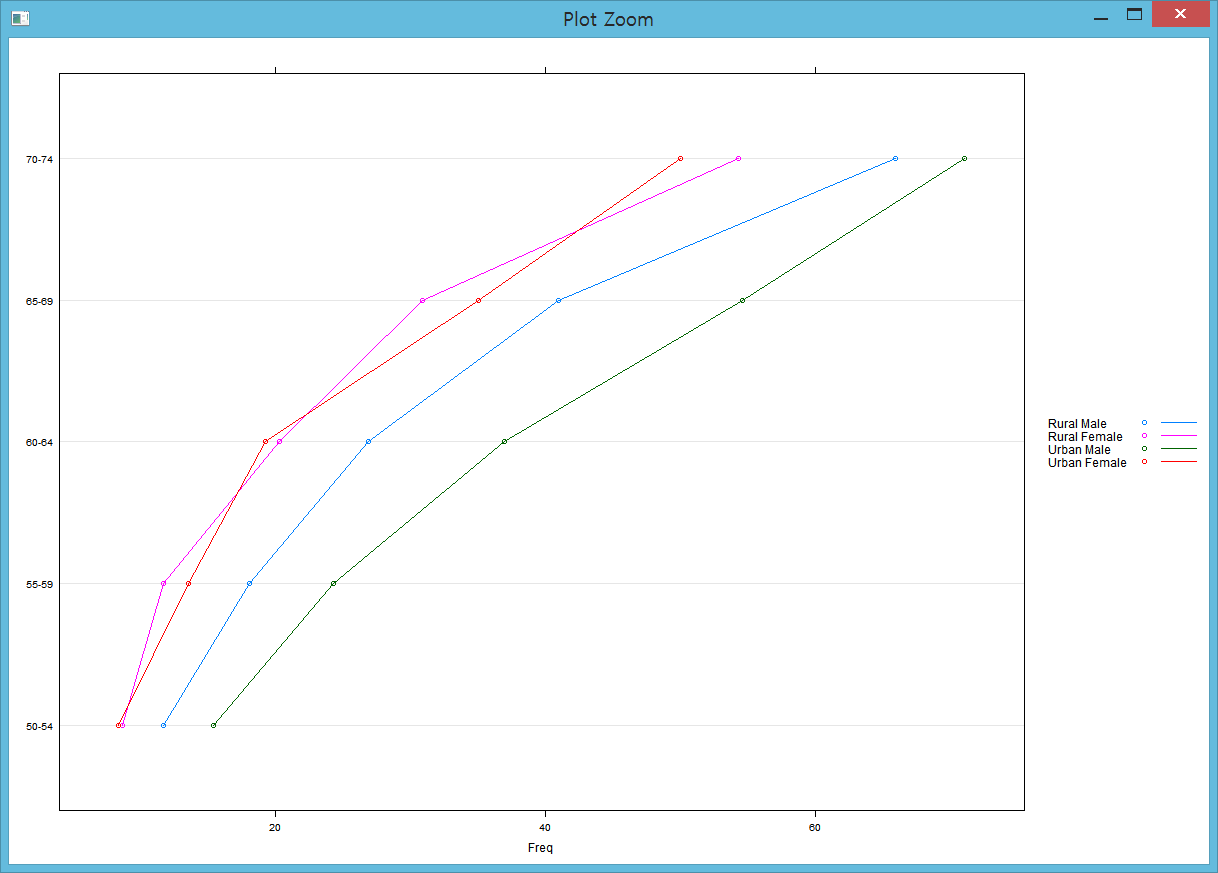 Plot Zoom
70-74
65-69
60-64
55-59
50-54
20
40
60
Freq
Rural Male
Rural Female
Urban Male
Urban Female